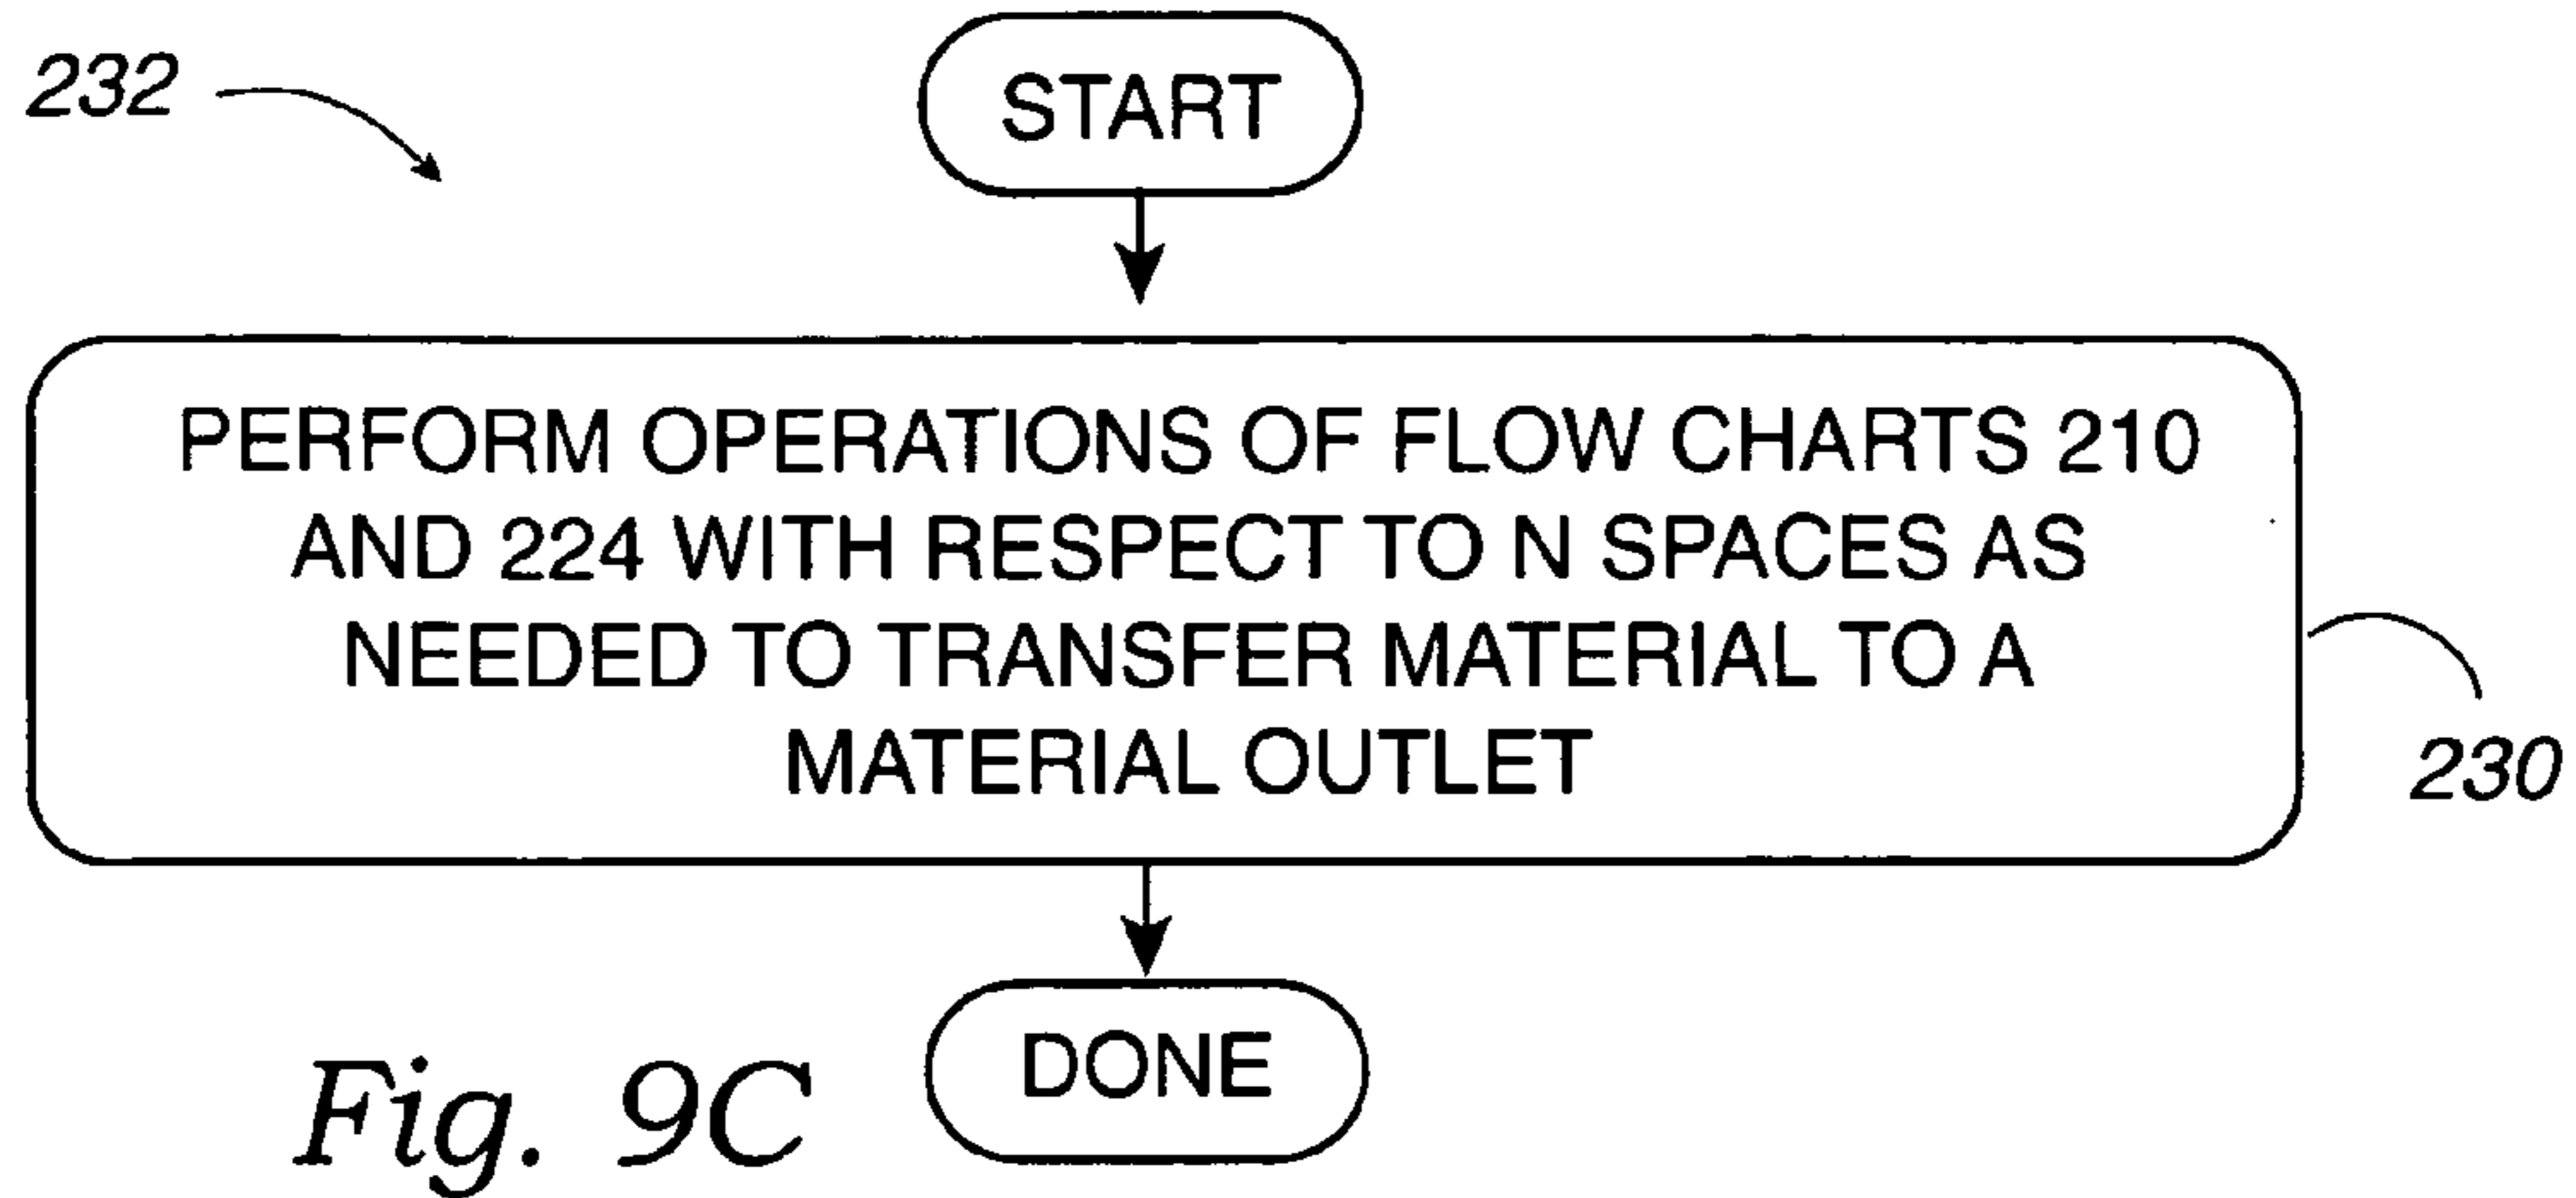 232
START
PERFORM OPERATIONS OF FLOW CHARTS 210
AND 224 WITH RESPECT TO N SPACES AS
NEEDED TO TRANSFER MATERIAL TO A
MATERIAL OUTLET
230
DONE
Fig. 9C